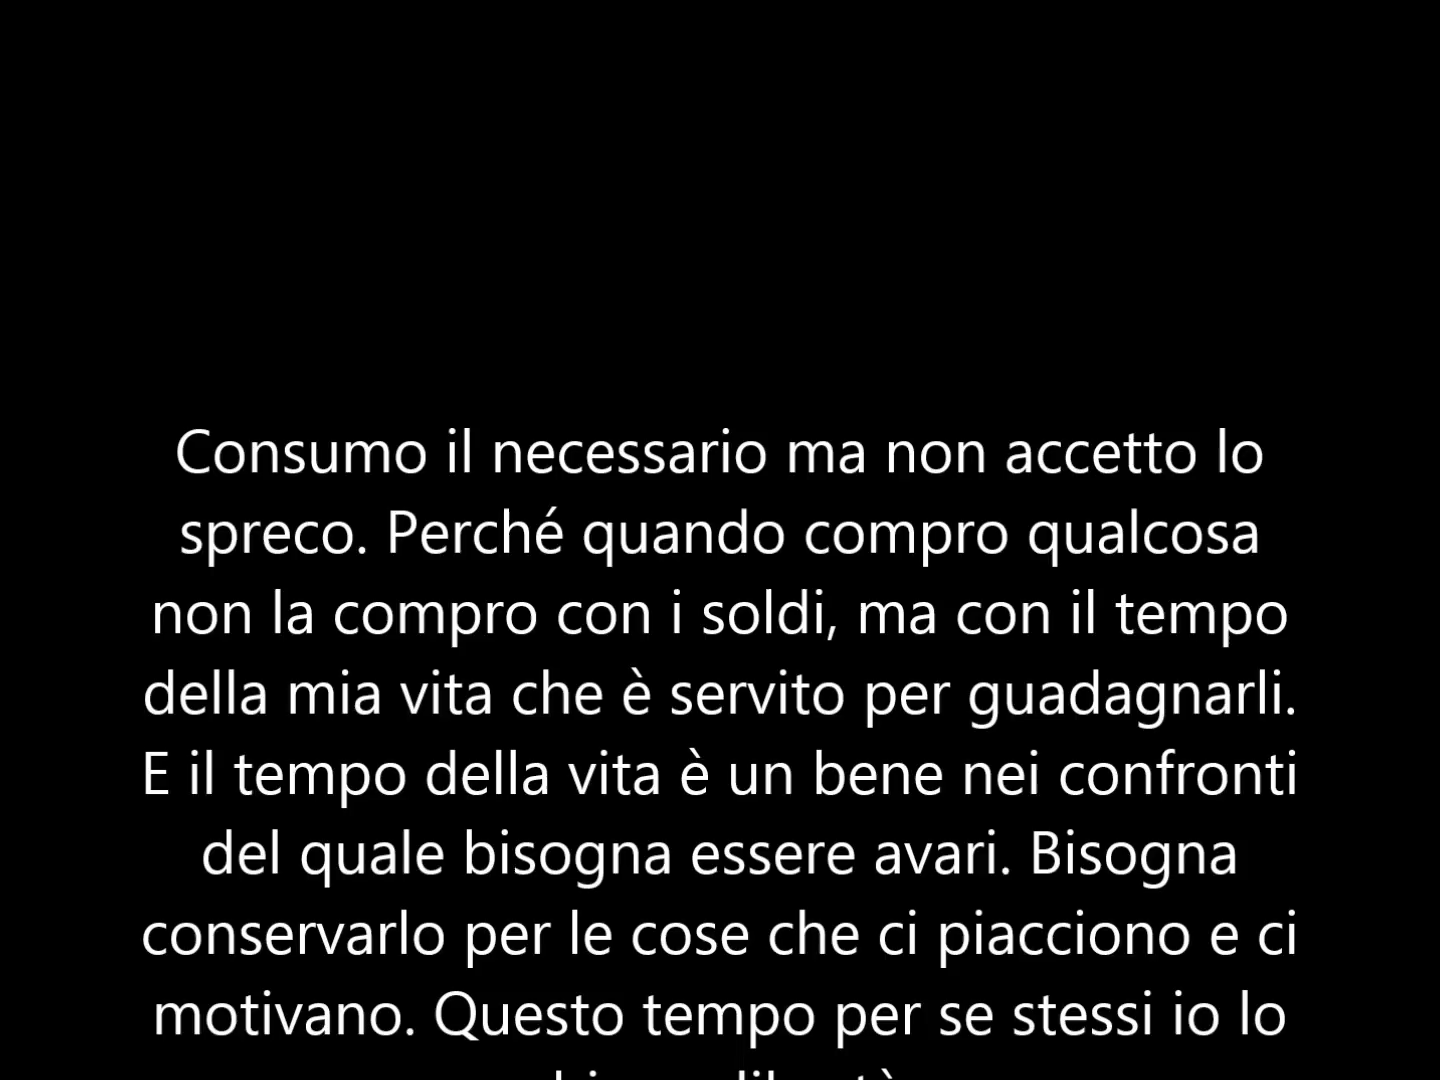 Consumo il necessario ma non accetto lo
spreco. Perché quando compro qualcosa
non la compro con i soldi, ma con il tempo
della mia vita che è servito per guadagnarli.
E il tempo della vita è un bene nei confronti
del quale bisogna essere avari. Bisogna
conservarlo per le cose che ci piacciono e ci
motivano. Questo tempo per se stessi io lo